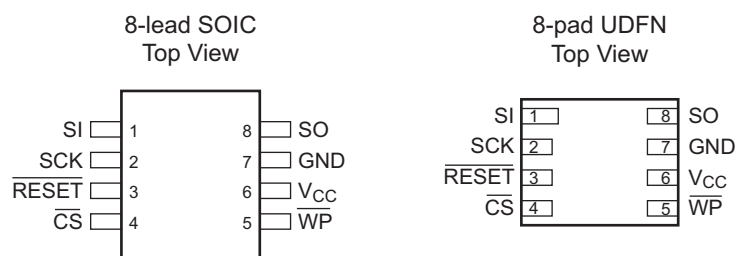 8-lead SOIC
Top View
SI 1 8 SO
SCK 2 7 GND
RESET 3 6 VCC
CS 4 5 WP
8-pad UDFN
Top View
SI 1 8 SO
SCK 2 7 GND
RESET 3 6 VCC
CS 4 5 WP